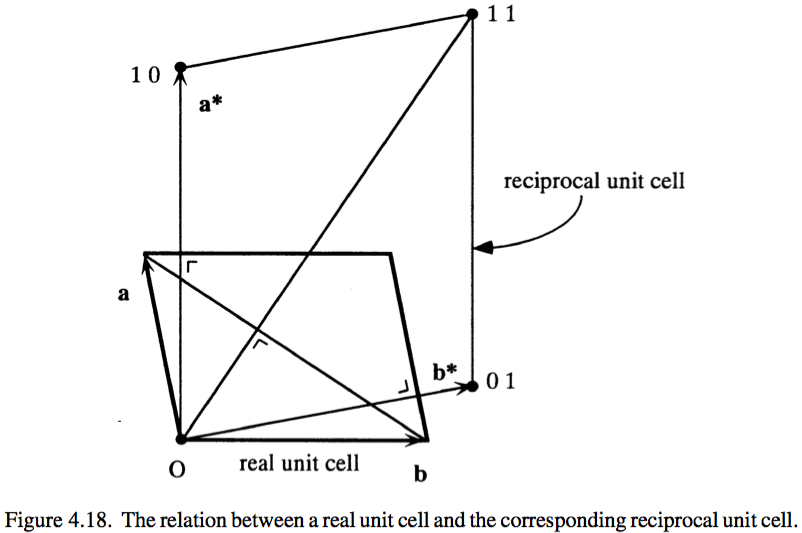 1 1
1 0
a*
reciprocal unit cell
a
b*
0 1
O
real unit cell
b
Figure 4.18. The relation between a real unit cell and the corresponding reciprocal unit cell.